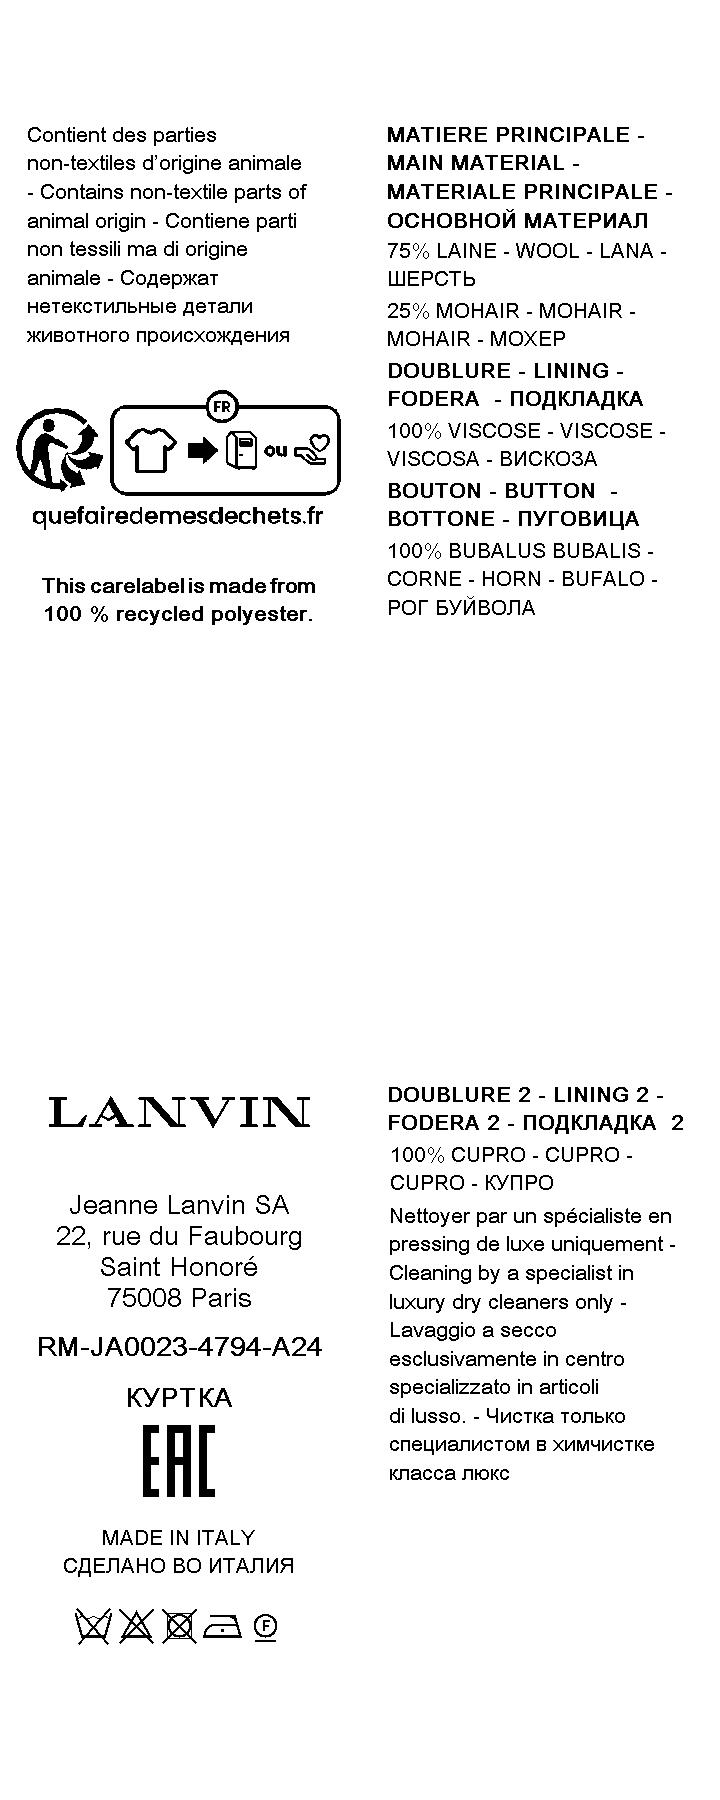 Contient des parties
non-textiles d’origine animale
- Contains non-textile parts of
animal origin - Contiene parti
non tessili ma di origine
animale - Содержат
нетекстильные детали
животного происхождения
FR
ou
quefairedemesdechets.fr
This carelabel is made from
100 % recycled polyester.
MATIERE PRINCIPALE -
MAIN MATERIAL -
MATERIALE PRINCIPALE -
ОСНОВНОЙ МАТЕРИАЛ
75% LAINE - WOOL - LANA -
ШЕРСТЬ
25% MOHAIR - MOHAIR -
MOHAIR - МОХЕР
DOUBLURE - LINING -
FODERA - ПОДКЛАДКА
100% VISCOSE - VISCOSE -
VISCOSA - ВИСКОЗА
BOUTON - BUTTON -
BOTTONE - ПУГОВИЦА
100% BUBALUS BUBALIS -
CORNE - HORN - BUFALO -
РОГ БУЙВОЛА
LANVIN
Jeanne Lanvin SA
22, rue du Faubourg
Saint Honoré
75008 Paris
RM-JA0023-4794-A24
КУРТКА
EAC
MADE IN ITALY
СДЕЛАНО ВО ИТАЛИЯ
F
DOUBLURE 2 - LINING 2 -
FODERA 2 - ПОДКЛАДКА 2
100% CUPRO - CUPRO -
CUPRO - КУПРО
Nettoyer par un spécialiste en
pressing de luxe uniquement -
Cleaning by a specialist in
luxury dry cleaners only -
Lavaggio a secco
esclusivamente in centro
specializzato in articoli
di lusso. - Чистка только
специалистом в химчистке
класса люкс